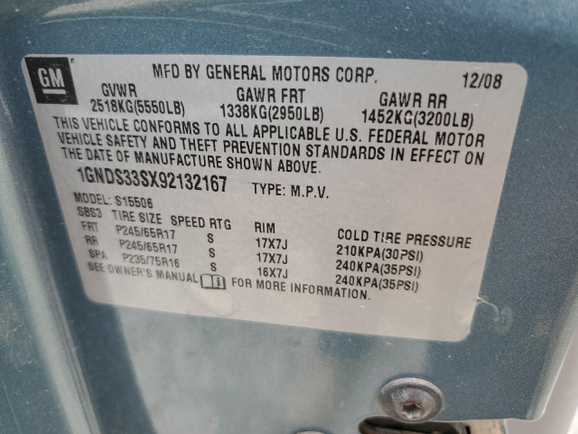 GM
MFD BY GENERAL MOTORS CORP. 12/08
GVWR GAWR FRT GAWR RR
2518KG(5550LB) 1338KG(2950LB) 1452KG(3200LB)
THIS VEHICLE CONFORMS TO ALL APPLICABLE U.S. FEDERAL MOTOR
VEHICLE SAFETY AND THEFT PREVENTION STANDARDS IN EFFECT ON
THE DATE OF MANUFACTURE SHOWN ABOVE.
1GNDS33SX92132167 TYPE: M.P.V.
MODEL: S15506
SBS3 TIRE SIZE SPEED RTG RIM COLD TIRE PRESSURE
FRT P245/65R17 S 17X7J 210KPA(30PSI)
RR P245/65R17 S 17X7J 240KPA(35PSI)
SPA P235/75R16 S 16X7J 240KPA(35PSI)
SEE OWNER'S MANUAL FOR MORE INFORMATION.